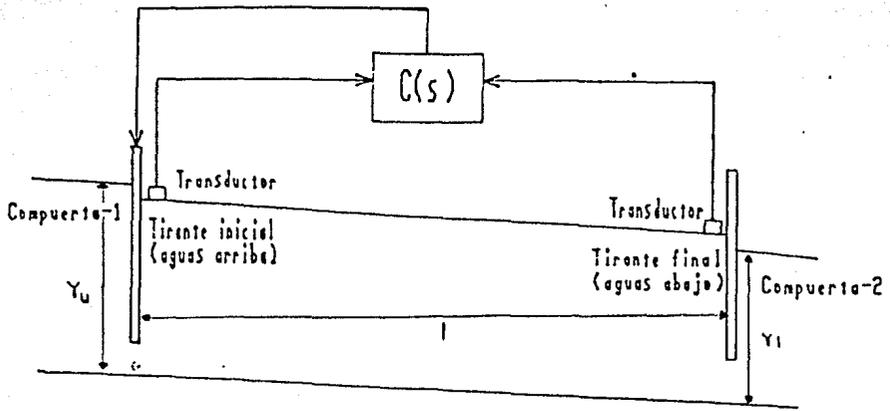 C(s)
Transductor
Compuerta-1
Tirante inicial
(aguas arriba)
Yu
Transductor
Tirante final
(aguas abajo)
Compuerta-2
l
Y1